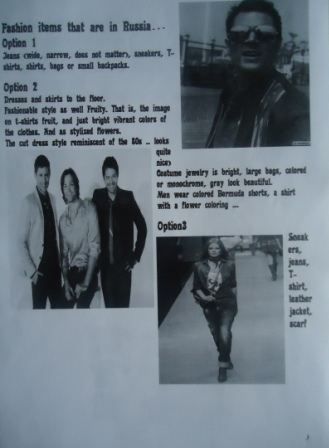 Fashion items that are in Russia...
Option 1
Jeans (wide, narrow, does not matter), sneakers, T-
shirts, shirts, bags or small backpacks.
Option 2
Dresses and shirts to the floor.
Fashionable style as well Fruity. That is, the image
on t-shirts fruit, and just bright vibrant colors of
the clothes. And as stylized flowers.
The cut dress style reminiscent of the 80s .. looks
quite
nice)
Costume jewelry is bright, large bags, colored
or monochrome, gray look beautiful.
Men wear colored Bermuda shorts, a shirt
with a flower coloring ...
Option3
Sneak
ers,
jeans,
T-
shirt,
leather
jacket,
scarf